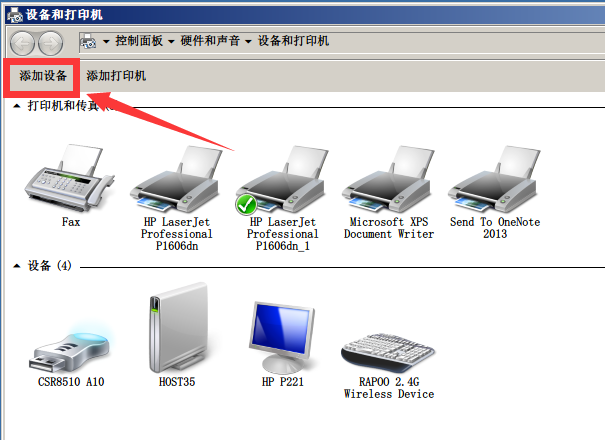 设备和打印机
控制面板 硬件和声音 设备和打印机
添加设备 添加打印机
打印机和传真
Fax
HP LaserJet
Professional
P1606dn
HP LaserJet
Professional
P1606dn_1
Microsoft XPS
Document Writer
Send To OneNote
2013
设备 (4)
CSR8510 A10
HOST35
HP P221
RAPOO 2.4G
Wireless Device